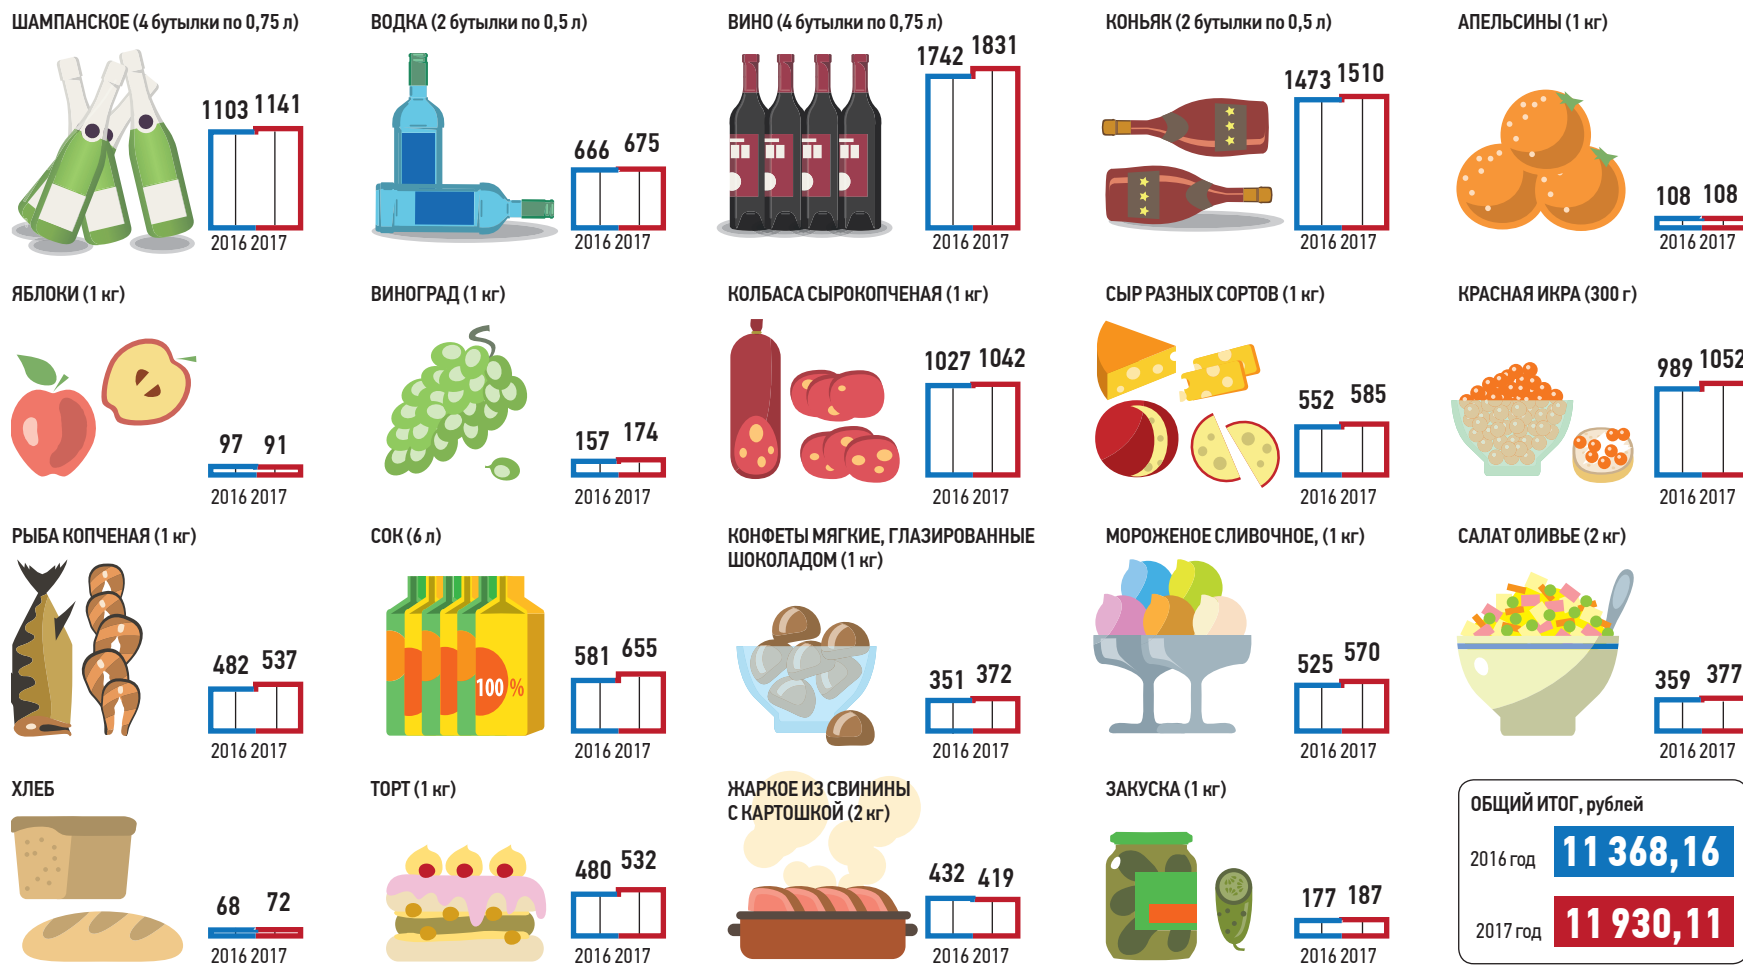 ШАМПАНСКОЕ (4 бутылки по 0,75 л)
1103 1141
2016 2017
ВОДКА (2 бутылки по 0,5 л)
666 675
2016 2017
ВИНО (4 бутылки по 0,75 л)
1742 1831
2016 2017
КОНЬЯК (2 бутылки по 0,5 л)
1473 1510
2016 2017
АПЕЛЬСИНЫ (1 кг)
108 108
2016 2017
ЯБЛОКИ (1 кг)
97 91
2016 2017
ВИНОГРАД (1 кг)
157 174
2016 2017
КОЛБАСА СЫРОКОПЧЕНАЯ (1 кг)
1027 1042
2016 2017
СЫР РАЗНЫХ СОРТОВ (1 кг)
552 585
2016 2017
КРАСНАЯ ИКРА (300 г)
989 1052
2016 2017
РЫБА КОПЧЕНАЯ (1 кг)
482 537
2016 2017
СОК (6 л)
100 %
581 655
2016 2017
КОНФЕТЫ МЯГКИЕ, ГЛАЗИРОВАННЫЕ
ШОКОЛАДОМ (1 кг)
351 372
2016 2017
МОРОЖЕНОЕ СЛИВОЧНОЕ, (1 кг)
525 570
2016 2017
САЛАТ ОЛИВЬЕ (2 кг)
359 377
2016 2017
ХЛЕБ
68 72
2016 2017
ТОРТ (1 кг)
480 532
2016 2017
ЖАРКОЕ ИЗ СВИНИНЫ
С КАРТОШКОЙ (2 кг)
432 419
2016 2017
ЗАКУСКА (1 кг)
177 187
2016 2017
ОБЩИЙ ИТОГ, рублей
2016 год 11 368,16
2017 год 11 930,11